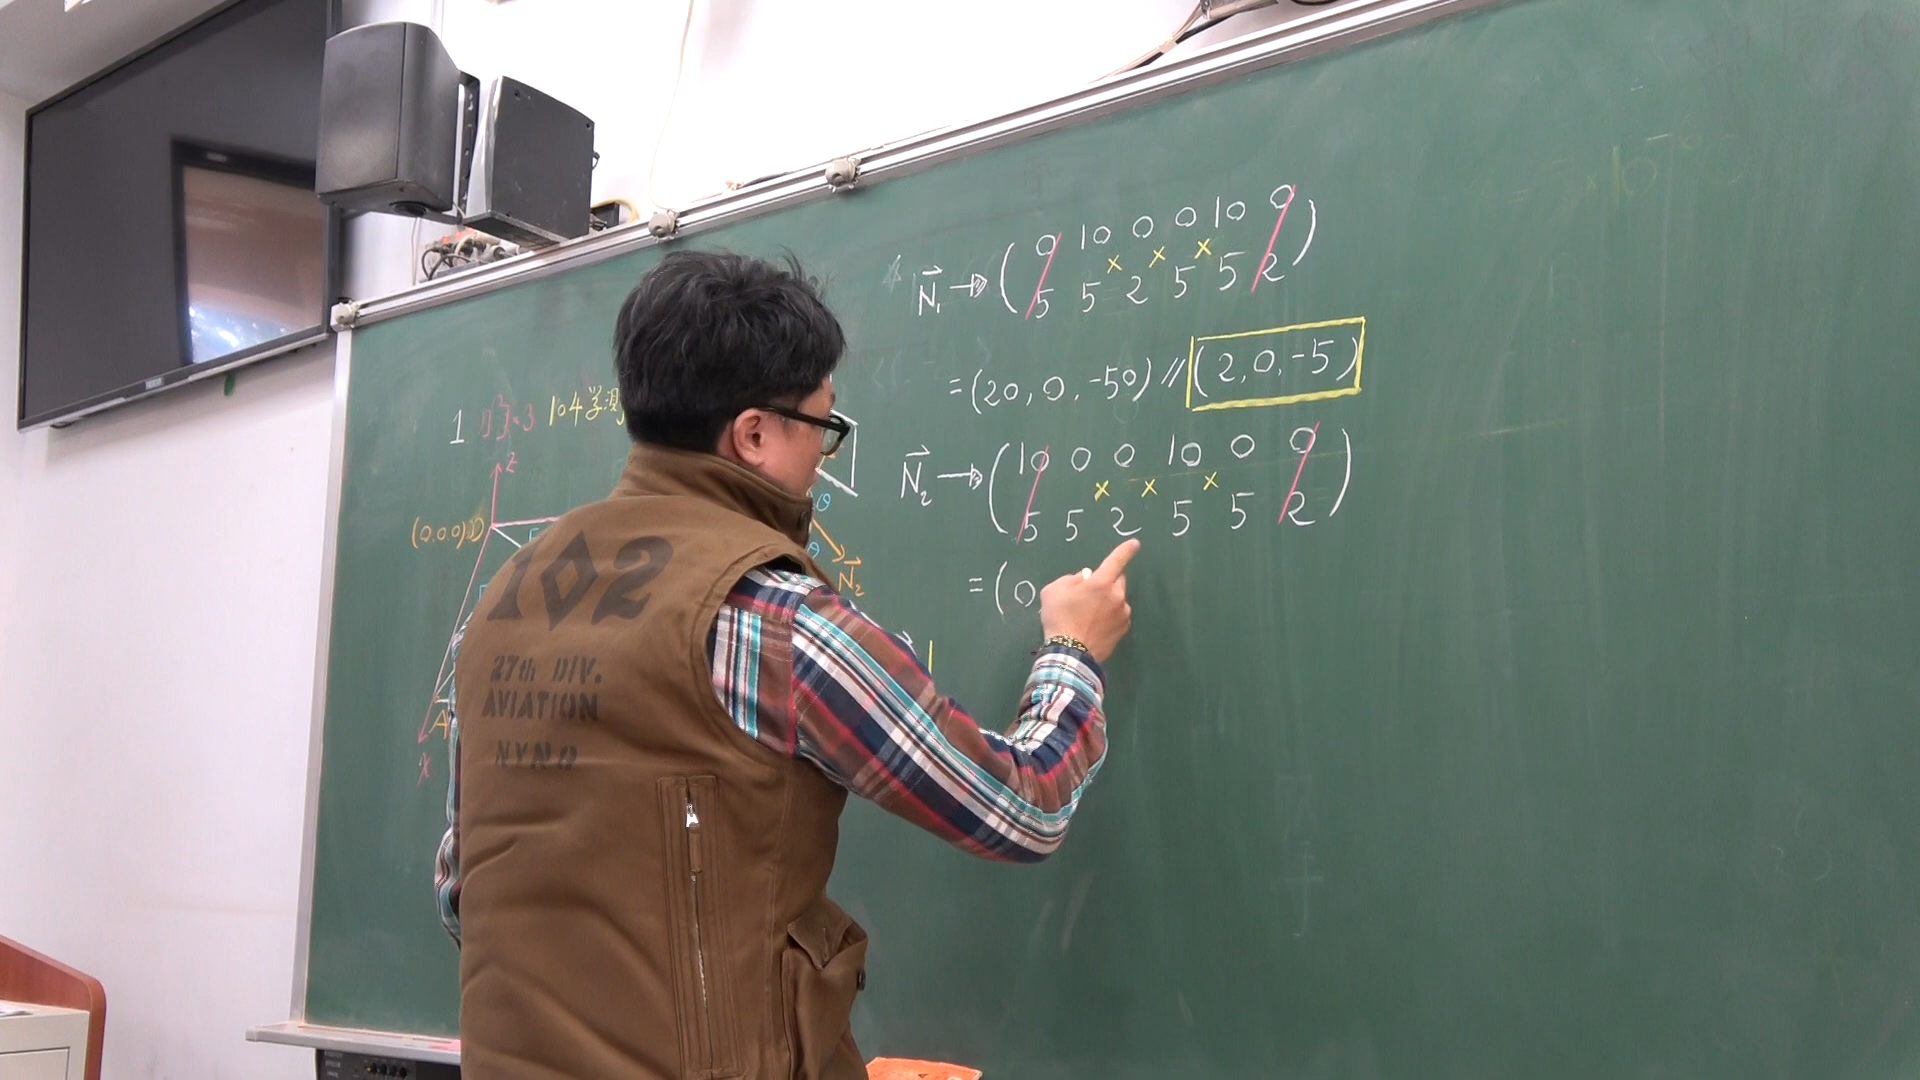 1
104学測
z
(0,0,0)
A
x
θ
θ
N₂
N₁→( 0 10 0 0 10 0 )
5 5 2 5 5 2
=(20,0,-50)∥(2,0,-5)
N₂→( 10 0 0 10 0 0 )
5 5 2 5 5 2
=(0,
102
27th DIV.
AVIATION